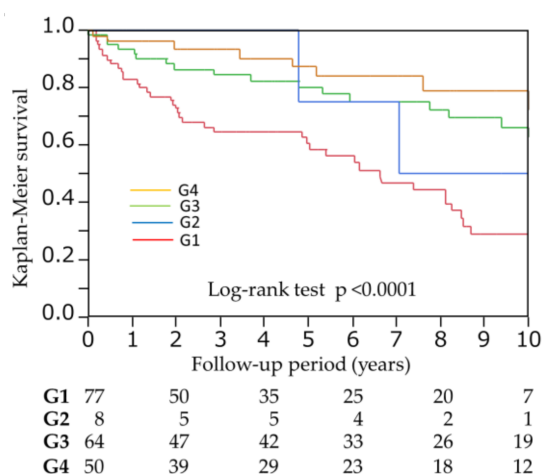 Kaplan-Meier survival
1.0
0.8
0.6
0.4
0.2
0.0
G4
G3
G2
G1
Log-rank test p <0.0001
0 1 2 3 4 5 6 7 8 9 10
Follow-up period (years)
G1 77 50 35 25 20 7
G2 8 5 5 4 2 1
G3 64 47 42 33 26 19
G4 50 39 29 23 18 12